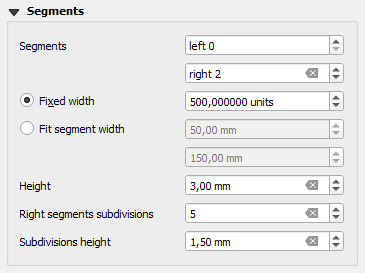 Segments
Segments left 0
right 2
Fixed width 500,000000 units
Fit segment width 50,00 mm
150,00 mm
Height 3,00 mm
Right segments subdivisions 5
Subdivisions height 1,50 mm